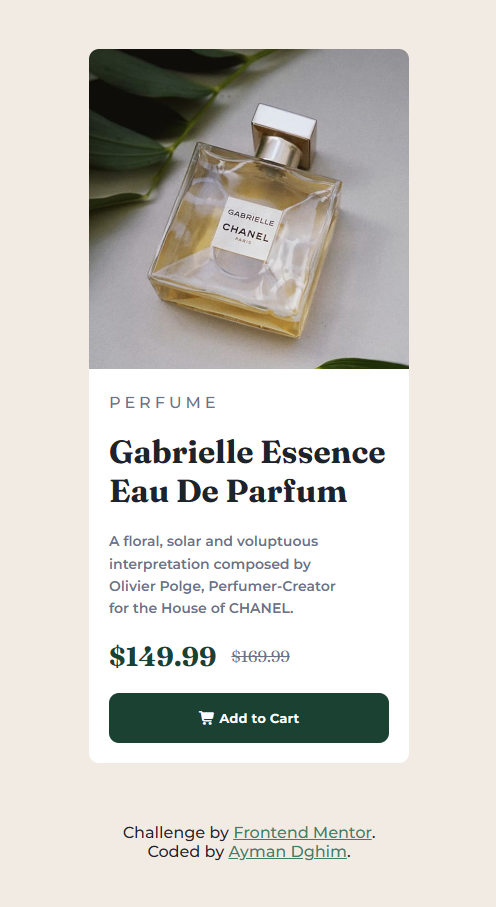 GABRIELLE
CHANEL
PARIS
PERFUME
Gabrielle Essence
Eau De Parfum
A floral, solar and voluptuous
interpretation composed by
Olivier Polge, Perfumer-Creator
for the House of CHANEL.
$149.99 $169.99
Add to Cart
Challenge by Frontend Mentor.
Coded by Ayman Dghim.